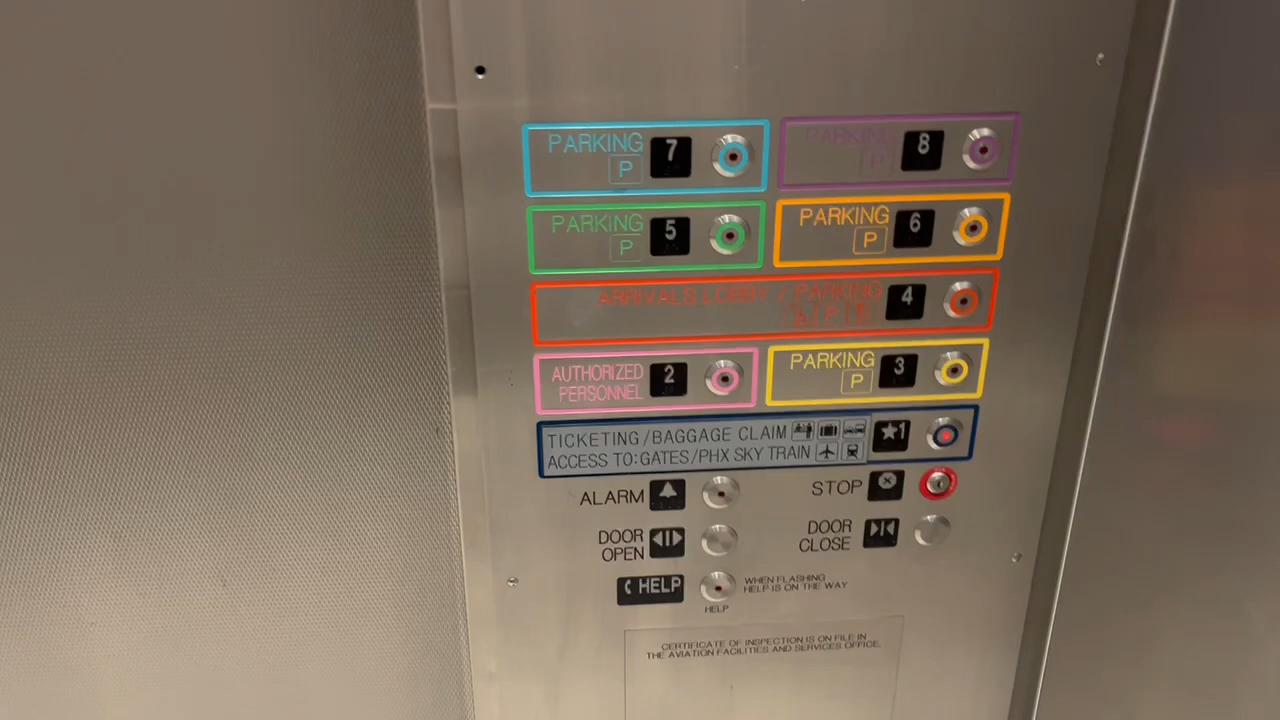 PARKING P 7
PARKING P 8
PARKING P 5
PARKING P 6
ARRIVALS LOBBY / PARKING P 4
AUTHORIZED PERSONNEL 2
PARKING P 3
TICKETING/BAGGAGE CLAIM ★1
ACCESS TO: GATES/PHX SKY TRAIN
ALARM
STOP
DOOR OPEN
DOOR CLOSE
HELP
WHEN FLASHING
HELP IS ON THE WAY
HELP
CERTIFICATE OF INSPECTION IS ON FILE IN
THE AVIATION FACILITIES AND SERVICES OFFICE.